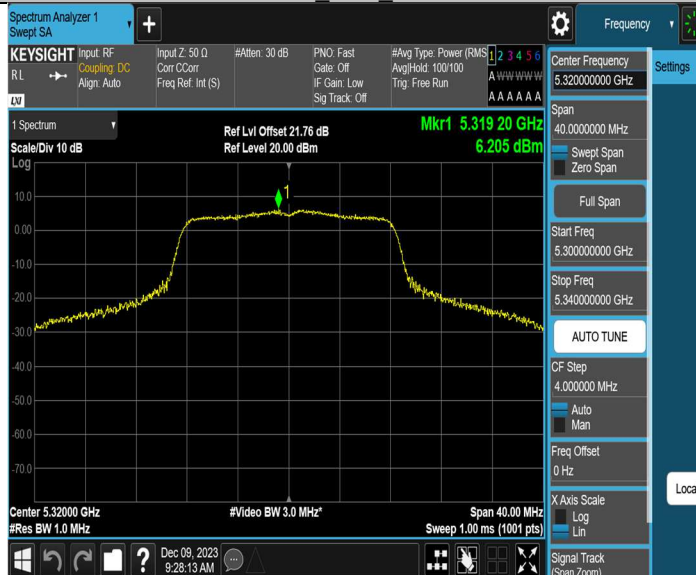 Spectrum Analyzer 1
Swept SA
Frequency
KEYSIGHT
Input: RF
Coupling: DC
Align: Auto
Input Z: 50 Ω
Corr CCorr
Freq Ref: Int (S)
#Atten: 30 dB
PNO: Fast
Gate: Off
IF Gain: Low
Sig Track: Off
#Avg Type: Power (RMS
Avg|Hold: 100/100
Trig: Free Run
1 2 3 4 5 6
A W W W W W
A A A A A A
RL
LXI
1 Spectrum
Scale/Div 10 dB
Log
Ref Lvl Offset 21.76 dB
Ref Level 20.00 dBm
Mkr1 5.319 20 GHz
6.205 dBm
1
10.0
0.00
-10.0
-20.0
-30.0
-40.0
-50.0
-60.0
-70.0
Center 5.32000 GHz
#Res BW 1.0 MHz
#Video BW 3.0 MHz*
Span 40.00 MHz
Sweep 1.00 ms (1001 pts)
Dec 09, 2023
9:28:13 AM
?
Center Frequency
5.320000000 GHz
Span
40.0000000 MHz
Swept Span
Zero Span
Full Span
Start Freq
5.300000000 GHz
Stop Freq
5.340000000 GHz
AUTO TUNE
CF Step
4.000000 MHz
Auto
Man
Freq Offset
0 Hz
X Axis Scale
Log
Lin
Signal Track
(Span Zoom)
Settings
Loca